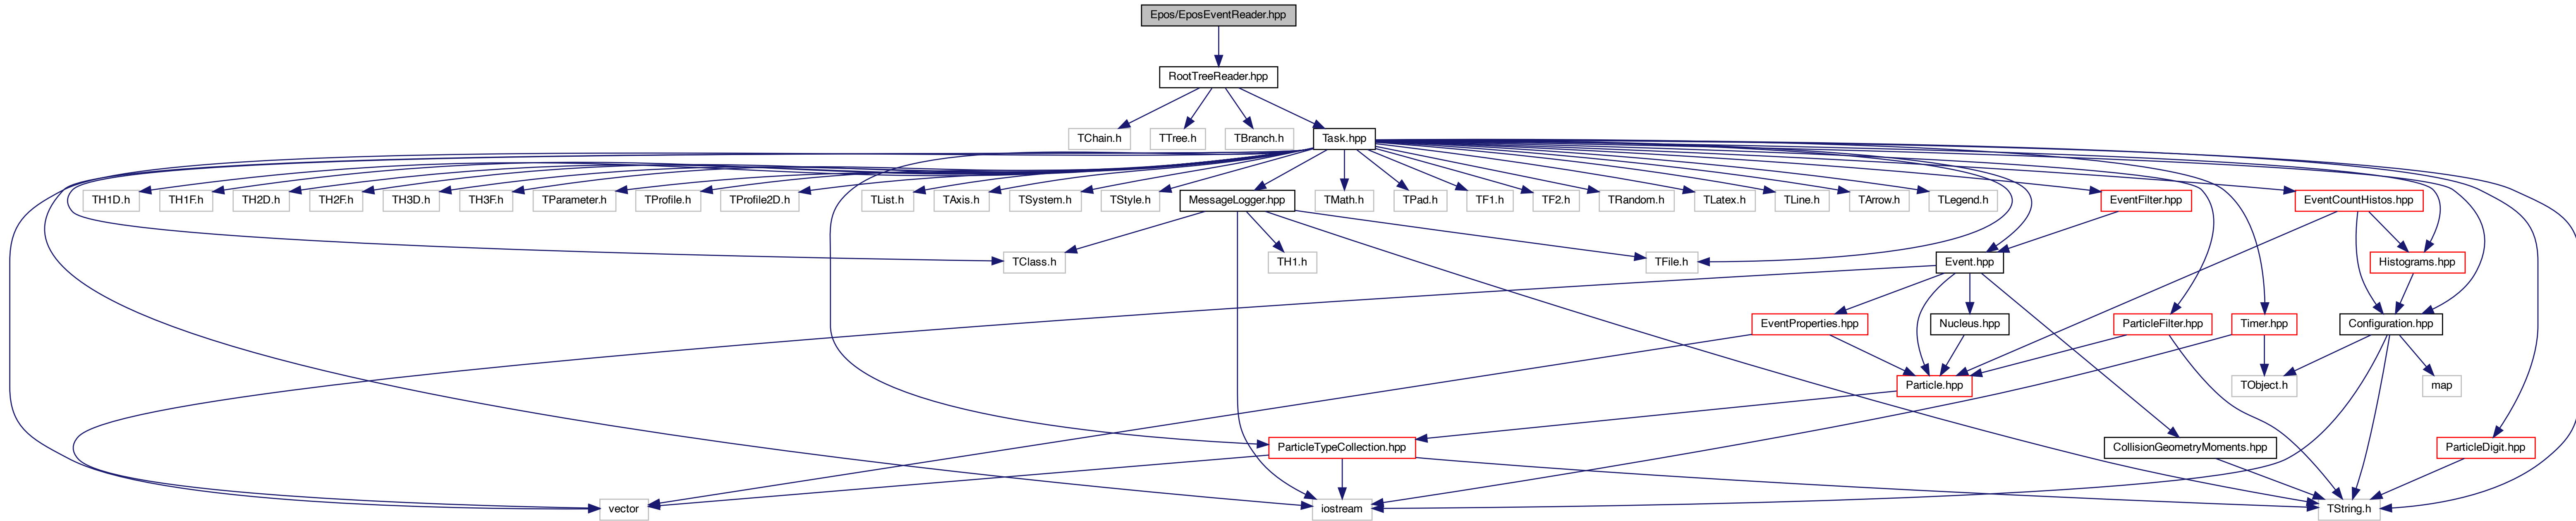 Epos/EposEventReader.hpp
RootTreeReader.hpp
TChain.h
TTree.h
TBranch.h
Task.hpp
TH1D.h
TH1F.h
TH2D.h
TH2F.h
TH3D.h
TH3F.h
TParameter.h
TProfile.h
TProfile2D.h
TList.h
TAxis.h
TSystem.h
TStyle.h
MessageLogger.hpp
TMath.h
TPad.h
TF1.h
TF2.h
TRandom.h
TLatex.h
TLine.h
TArrow.h
TLegend.h
EventFilter.hpp
EventCountHistos.hpp
TClass.h
TH1.h
TFile.h
Event.hpp
Histograms.hpp
EventProperties.hpp
Nucleus.hpp
ParticleFilter.hpp
Timer.hpp
Configuration.hpp
Particle.hpp
TObject.h
map
ParticleTypeCollection.hpp
CollisionGeometryMoments.hpp
ParticleDigit.hpp
vector
iostream
TString.h